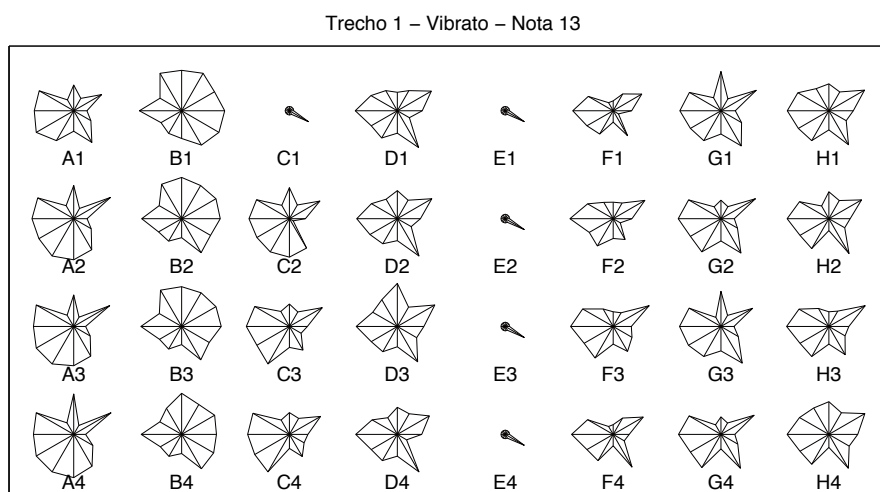 Trecho 1 – Vibrato – Nota 13
A1 B1 C1 D1 E1 F1 G1 H1
A2 B2 C2 D2 E2 F2 G2 H2
A3 B3 C3 D3 E3 F3 G3 H3
A4 B4 C4 D4 E4 F4 G4 H4